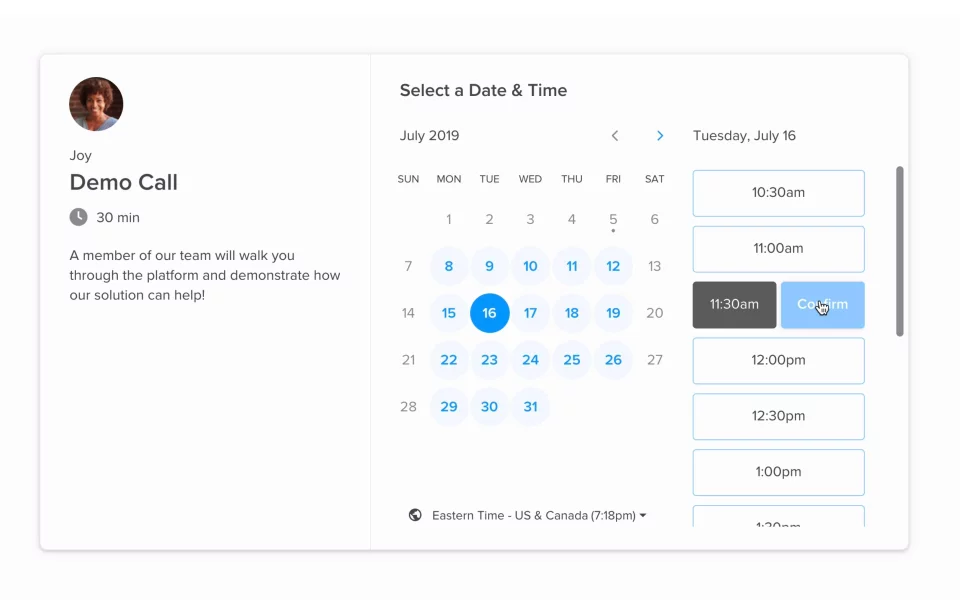 Joy
Demo Call
30 min
A member of our team will walk you
through the platform and demonstrate how
our solution can help!
Select a Date & Time
July 2019
SUN MON TUE WED THU FRI SAT
1 2 3 4 5 6
7 8 9 10 11 12 13
14 15 16 17 18 19 20
21 22 23 24 25 26 27
28 29 30 31
Eastern Time - US & Canada (7:18pm)
Tuesday, July 16
10:30am
11:00am
11:30am Confirm
12:00pm
12:30pm
1:00pm
1:30pm